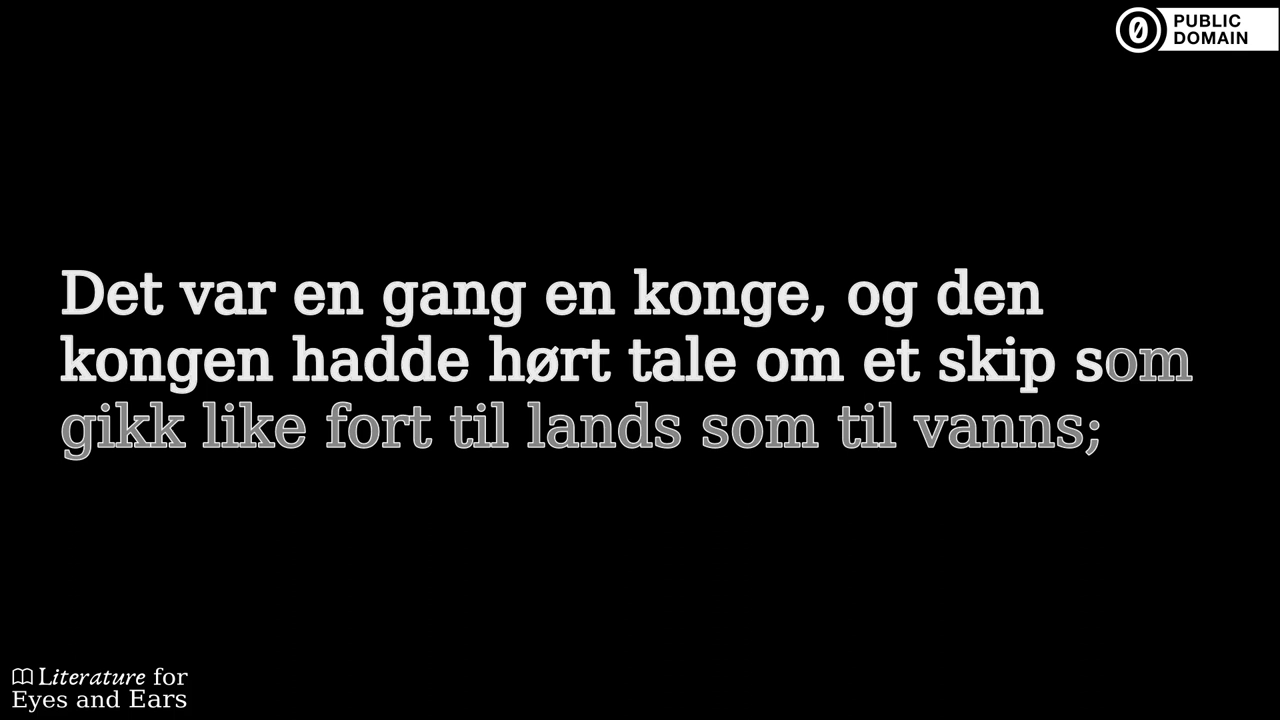 PUBLIC
DOMAIN
Det var en gang en konge, og den
kongen hadde hørt tale om et skip som
gikk like fort til lands som til vanns;
Literature for
Eyes and Ears